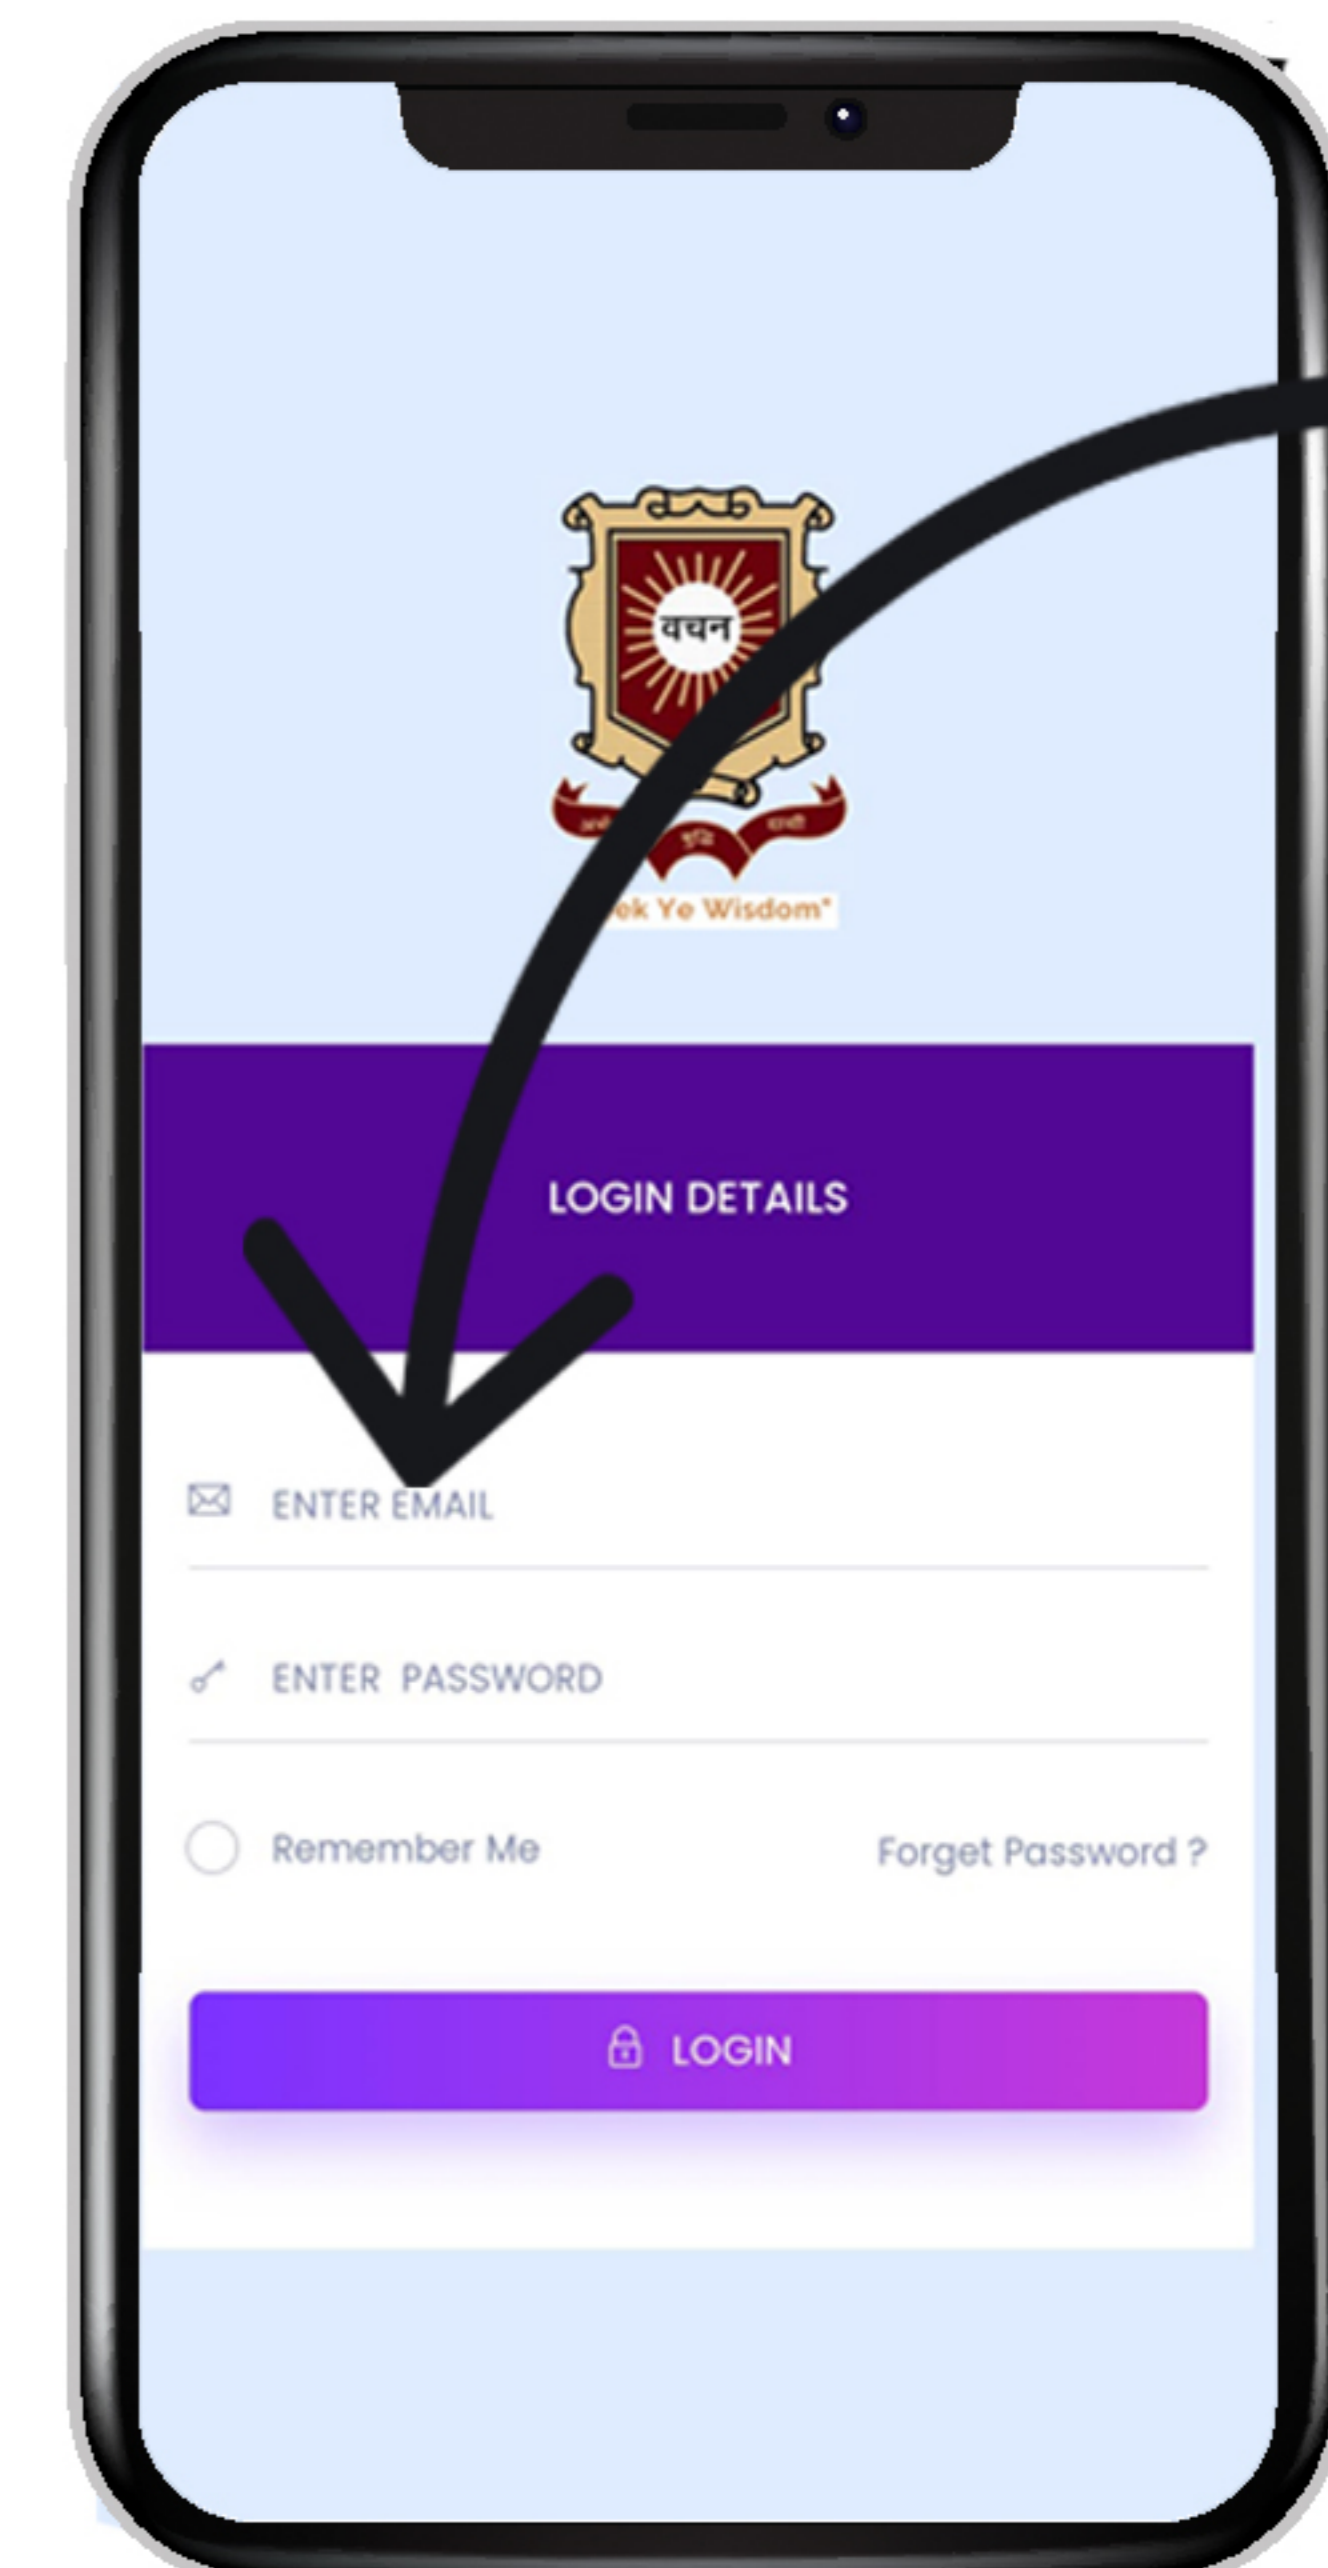 वचन
बुद्धि
ek Ye Wisdom"
LOGIN DETAILS
ENTER EMAIL
ENTER PASSWORD
Remember Me
Forget Password ?
LOGIN